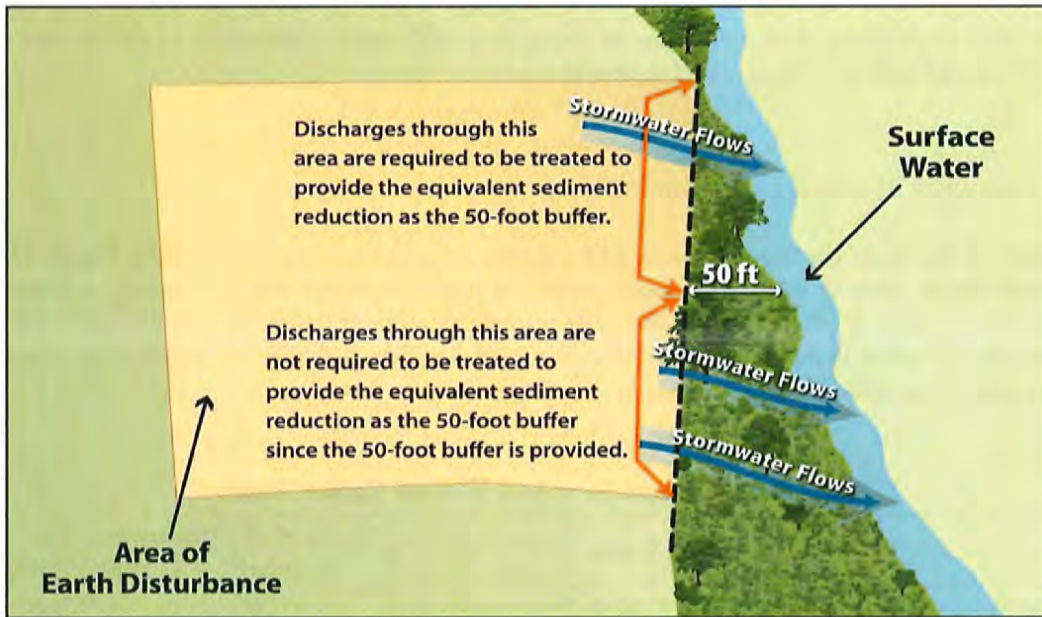 Stormwater Flows
Discharges through this
area are required to be treated to
provide the equivalent sediment
reduction as the 50-foot buffer.
Surface
Water
50 ft
Discharges through this area are
not required to be treated to
provide the equivalent sediment
reduction as the 50-foot buffer
since the 50-foot buffer is provided.
Stormwater Flows
Stormwater Flows
Area of
Earth Disturbance